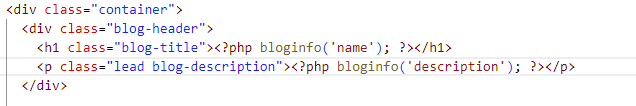 <div class="container">
<div class="blog-header">
<h1 class="blog-title"><?php bloginfo('name'); ?></h1>
<p class="lead blog-description"><?php bloginfo('description'); ?></p>
</div>